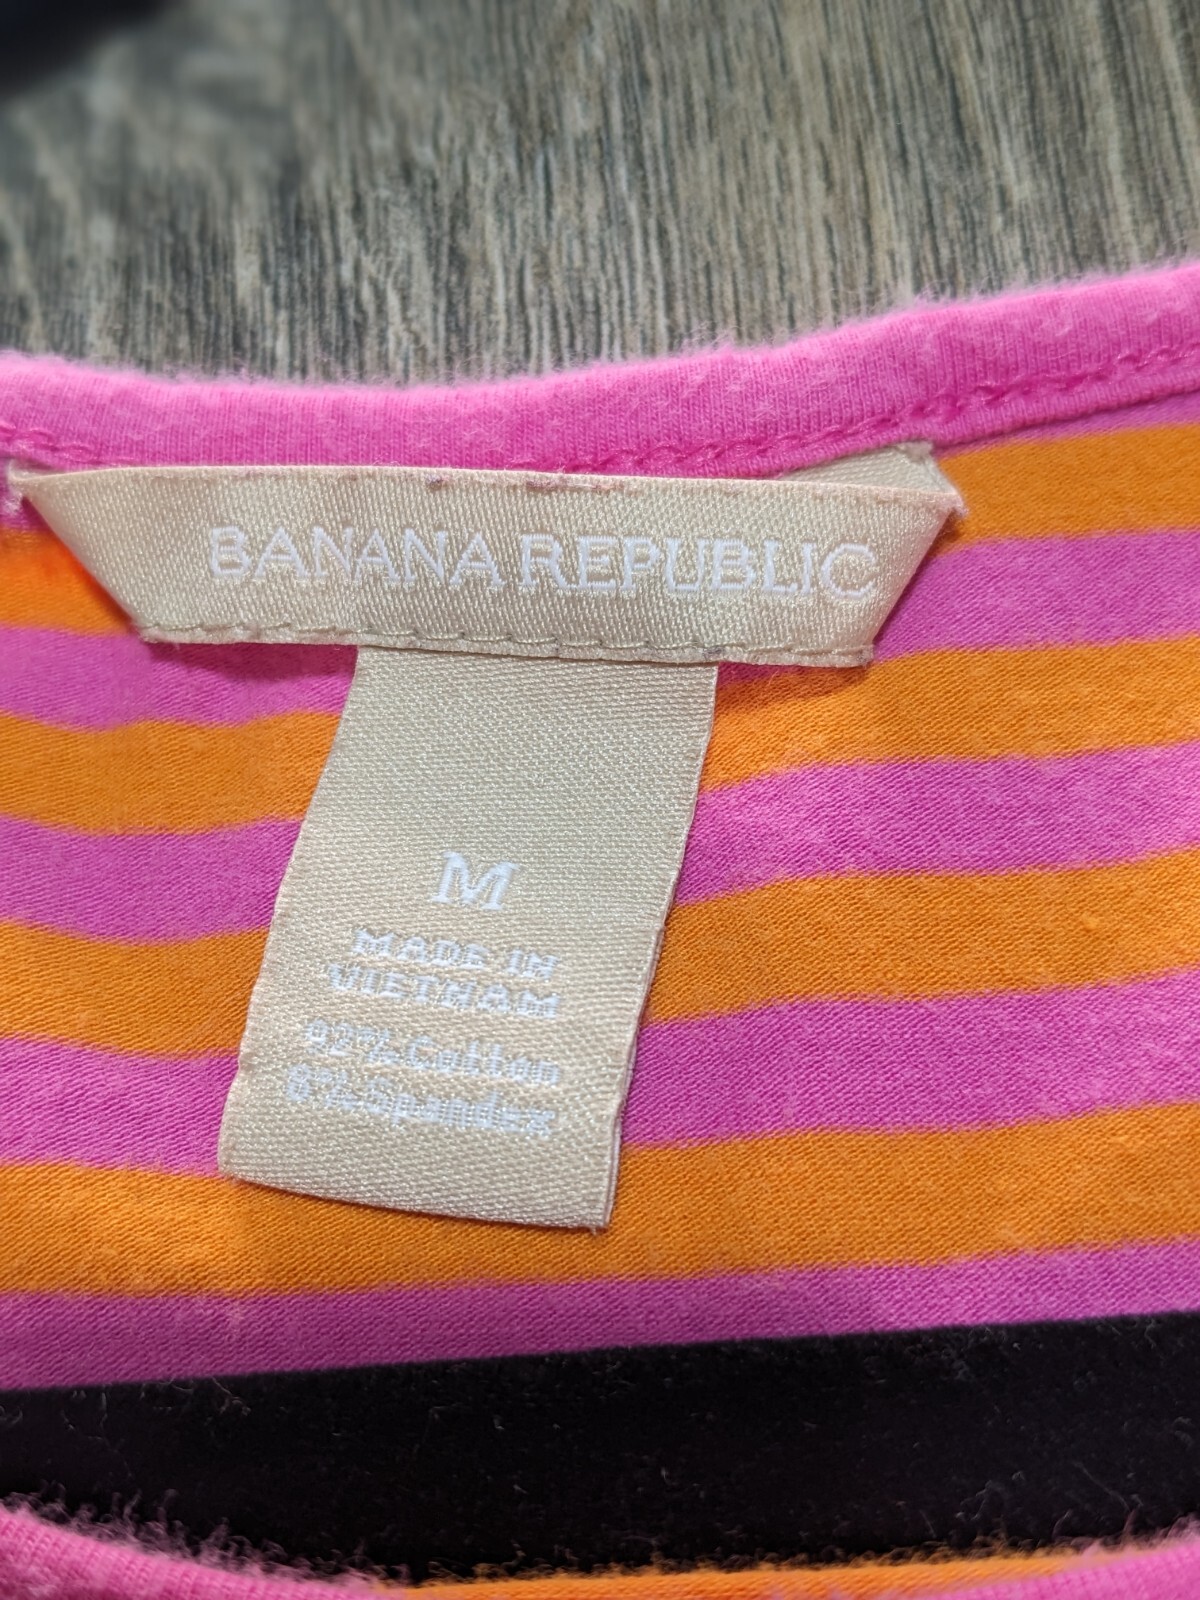 BANANA REPUBLIC
M
MADE IN
VIETNAM
92% Cotton
8% Spandex